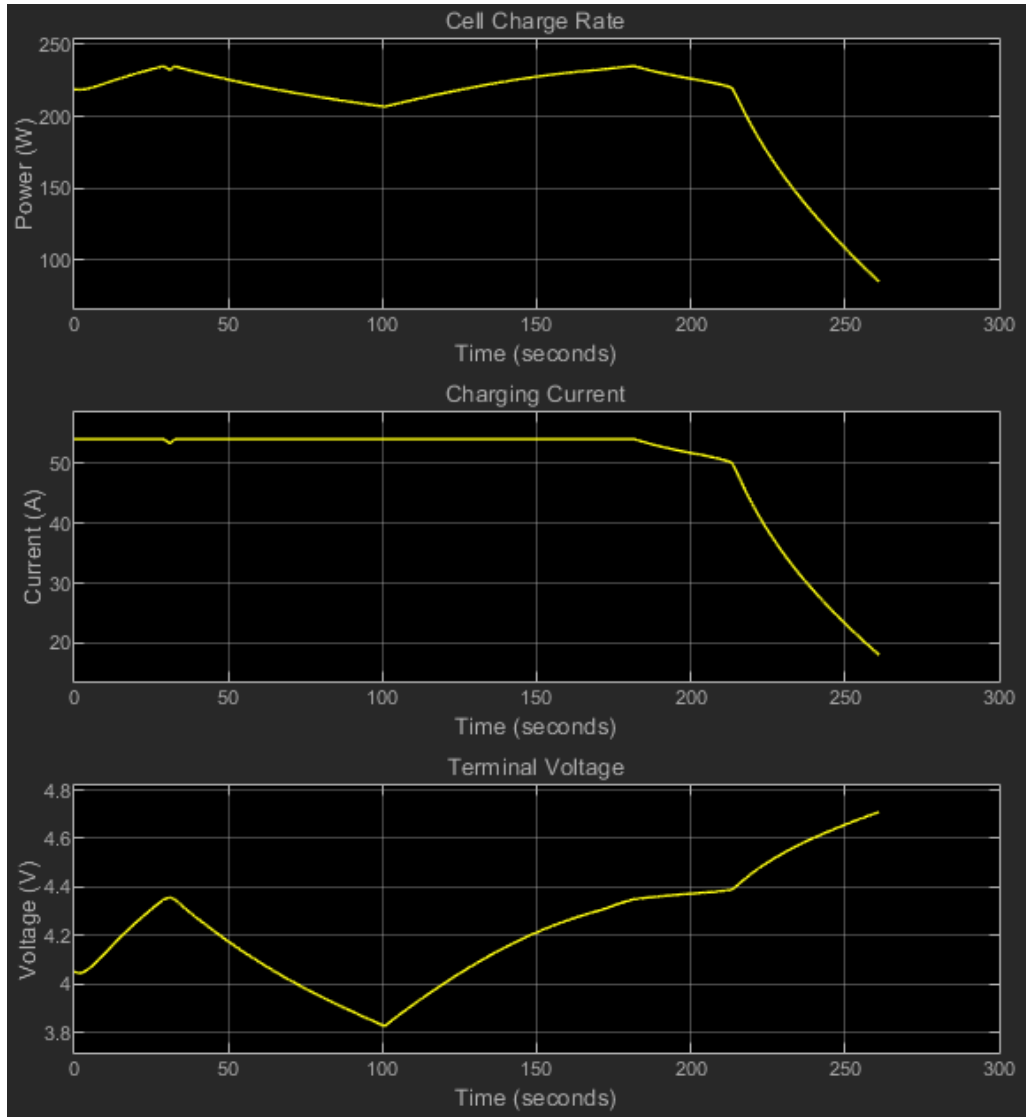 Cell Charge Rate
250
200
150
100
Power (W)
0 50 100 150 200 250 300
Time (seconds)
Charging Current
50
40
30
20
Current (A)
0 50 100 150 200 250 300
Time (seconds)
Terminal Voltage
4.8
4.6
4.4
4.2
4
3.8
Voltage (V)
0 50 100 150 200 250 300
Time (seconds)